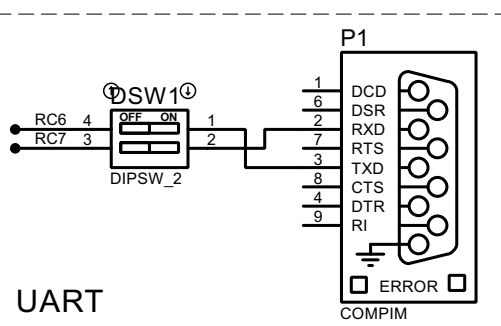 P1
DSW1
OFF ON
RC6 4 1
RC7 3 2
DIPSW_2
1 DCD
6 DSR
2 RXD
7 RTS
3 TXD
8 CTS
4 DTR
9 RI
ERROR
COMPIM
UART